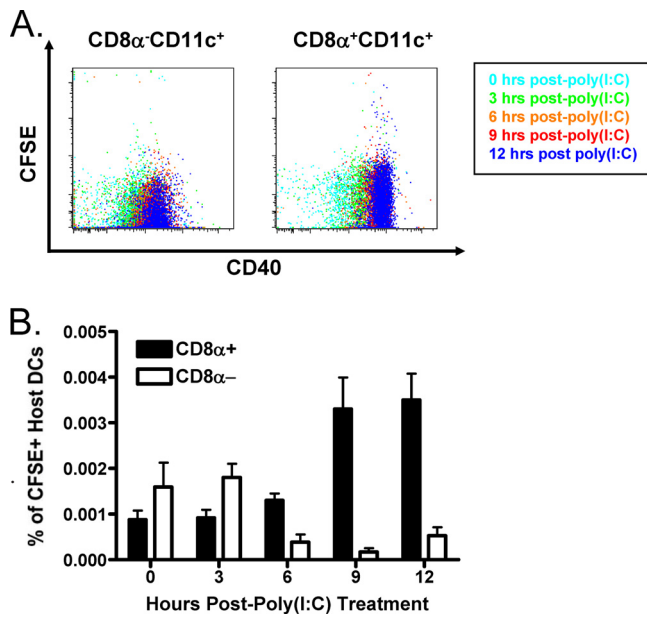 A.
CD8α⁻CD11c⁺
CD8α⁺CD11c⁺
0 hrs post-poly(I:C)
3 hrs post-poly(I:C)
6 hrs post-poly(I:C)
9 hrs post-poly(I:C)
12 hrs post poly(I:C)
CFSE
CD40
B.
0.005
0.004
0.003
0.002
0.001
0.000
CD8α+
CD8α−
% of CFSE+ Host DCs
0 3 6 9 12
Hours Post-Poly(I:C) Treatment